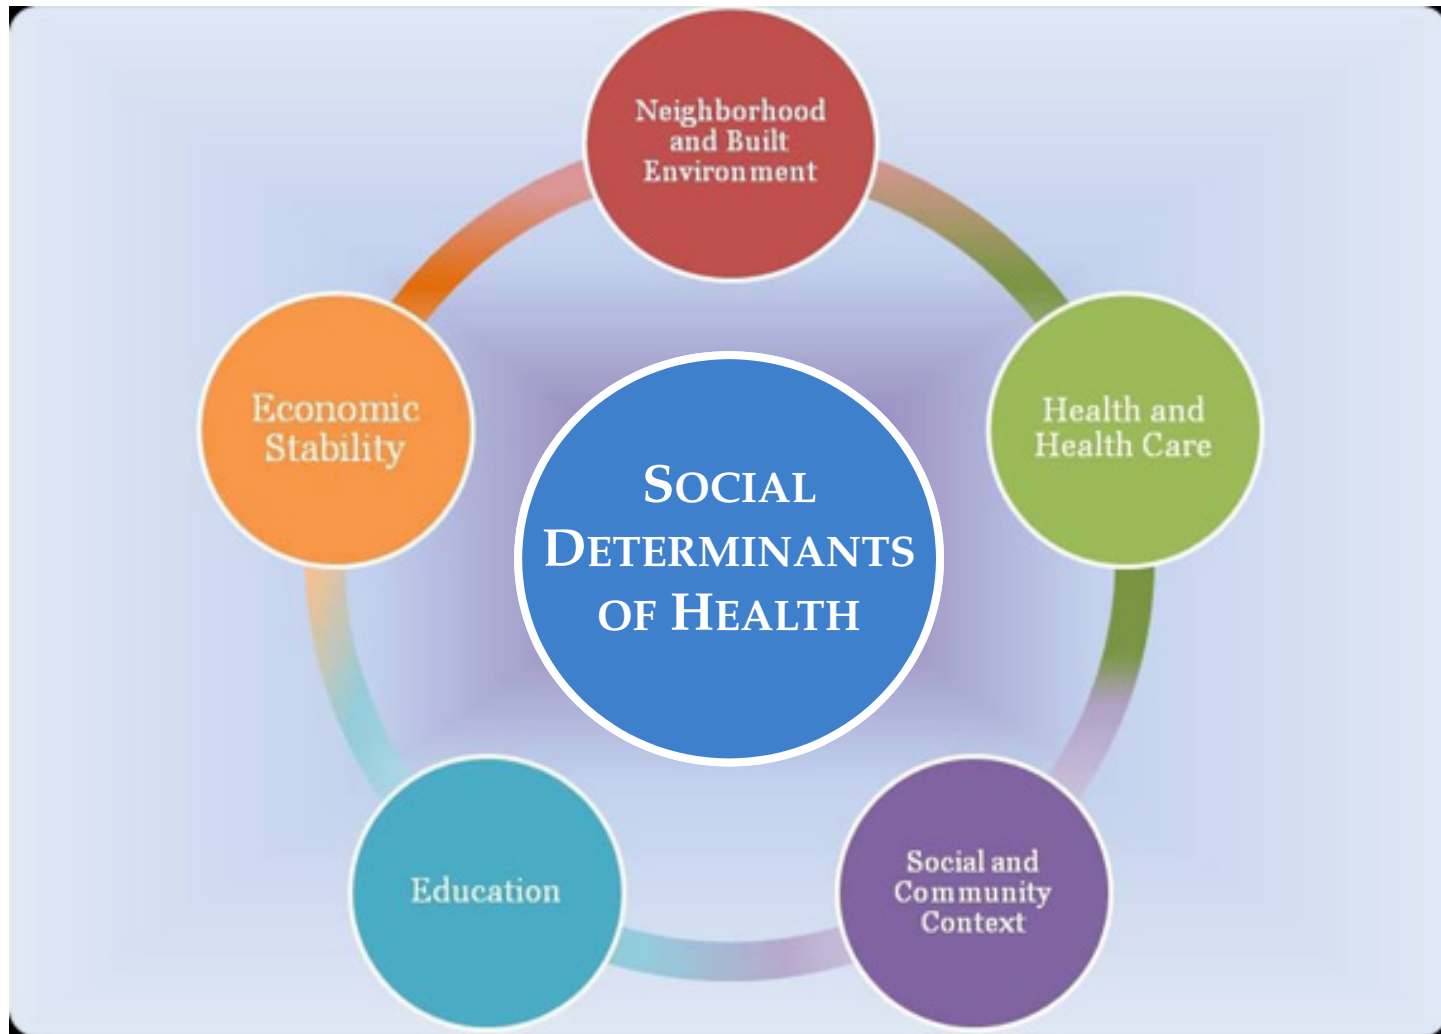 Neighborhood
and Built
Environment
Economic
Stability
Health and
Health Care
SOCIAL
DETERMINANTS
OF HEALTH
Education
Social and
Community
Context